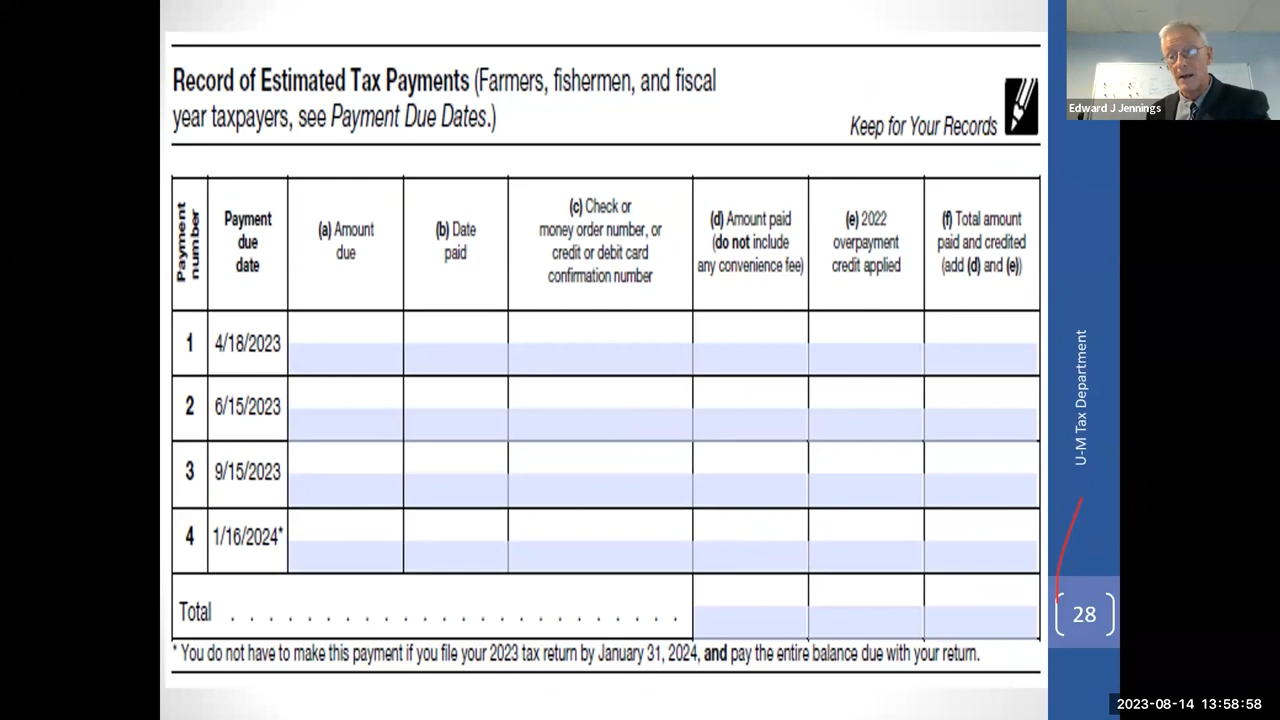 Record of Estimated Tax Payments (Farmers, fishermen, and fiscal
year taxpayers, see Payment Due Dates.)
Keep for Your Records
Edward J Jennings
Payment number
Payment due date
(a) Amount due
(b) Date paid
(c) Check or money order number, or credit or debit card confirmation number
(d) Amount paid (do not include any convenience fee)
(e) 2022 overpayment credit applied
(f) Total amount paid and credited (add (d) and (e))
1 4/18/2023
2 6/15/2023
3 9/15/2023
4 1/16/2024*
Total . . . . . . . . . . . . . . . . . . . . . . . .
* You do not have to make this payment if you file your 2023 tax return by January 31, 2024, and pay the entire balance due with your return.
U-M Tax Department
28
2023-08-14 13:58:58